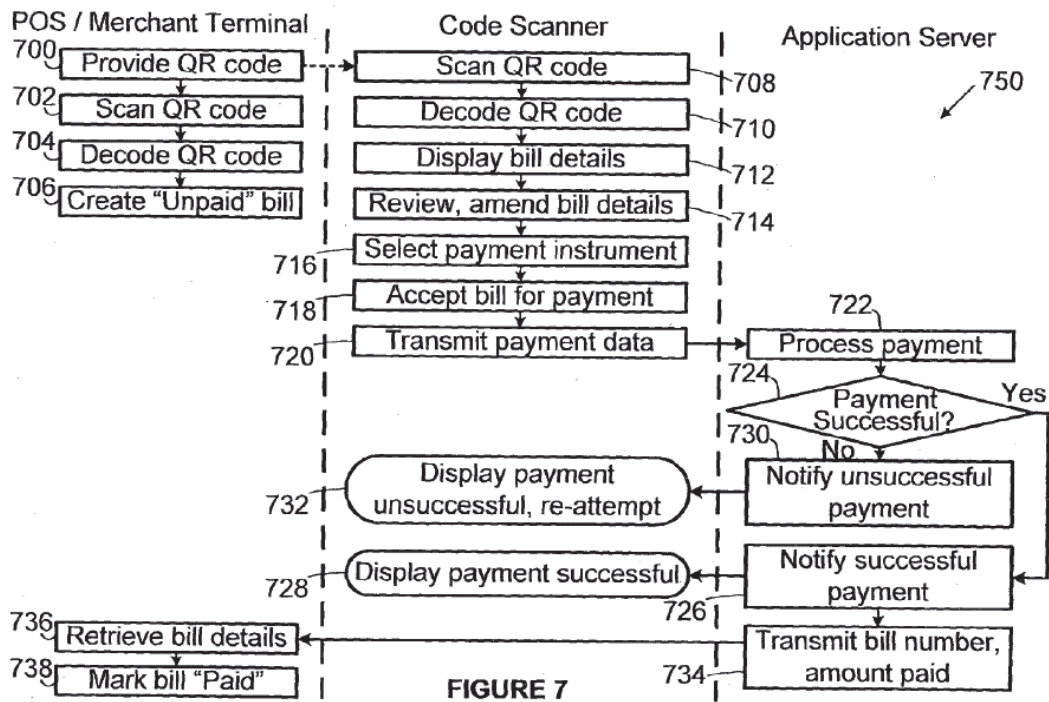 POS / Merchant Terminal
Code Scanner
Application Server
700
Provide QR code
Scan QR code
708
750
702
Scan QR code
Decode QR code
710
704
Decode QR code
Display bill details
712
706
Create “Unpaid” bill
Review, amend bill details
714
716
Select payment instrument
718
Accept bill for payment
722
720
Transmit payment data
Process payment
724
Payment
Successful?
Yes
730
No
Display payment
unsuccessful, re-attempt
732
Notify unsuccessful
payment
728
Display payment successful
Notify successful
payment
726
736
Retrieve bill details
Transmit bill number,
amount paid
734
738
Mark bill “Paid”
FIGURE 7